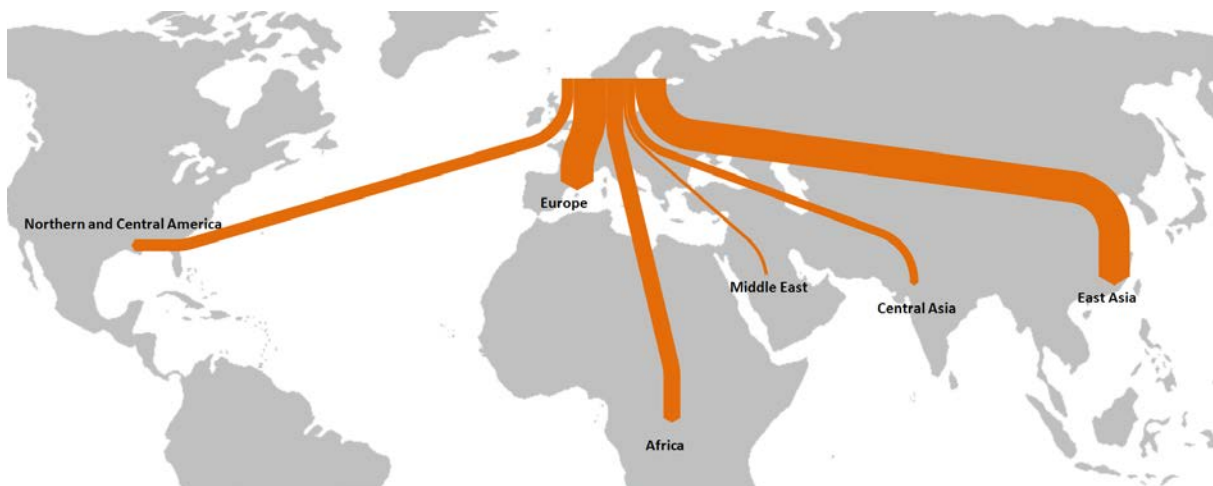 Europe
Northern and Central America
Middle East
Central Asia
East Asia
Africa